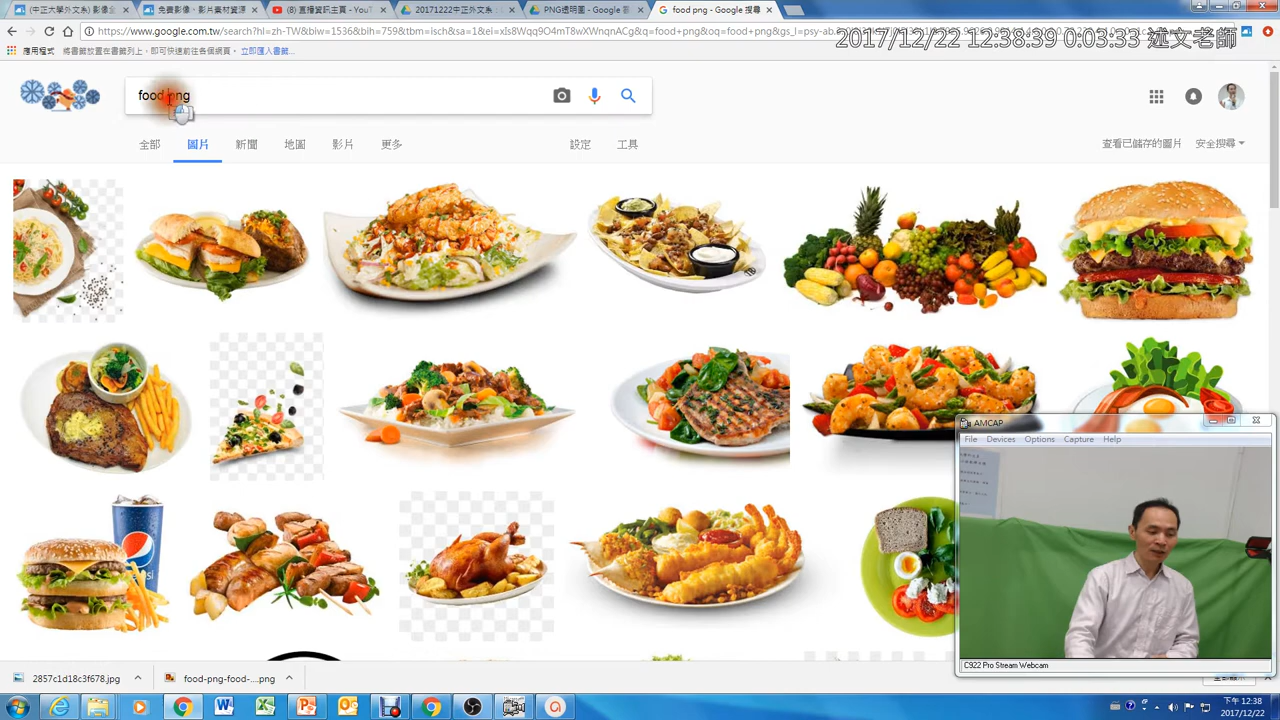 (中正大學外文系) 影像企
免費影像、影片素材資源
(8) 直播資訊主頁 - YouT
20171222中正外文系 :
PNG透明圖 - Google 雲
food png - Google 搜尋
https://www.google.com.tw/search?hl=zh-TW&biw=1536&bih=759&tbm=isch&sa=1&ei=xIs8Wqq9O4mT8wXWnqnACg&q=food+png&oq=food+png&gs_l=psy-ab.
2017/12/22 12:38:39 0:03:33 述文老師
應用程式
將書籤放置在書籤列上，即可快速前往各個網頁。
立即匯入書籤...
food png
全部
圖片
新聞
地圖
影片
更多
設定
工具
查看已儲存的圖片
安全搜尋
pepsi
AMCAP
File Devices Options Capture Help
C922 Pro Stream Webcam
2857c1d18c3f678.jpg
food-png-food-....png
全部顯示
下午 12:38
2017/12/22